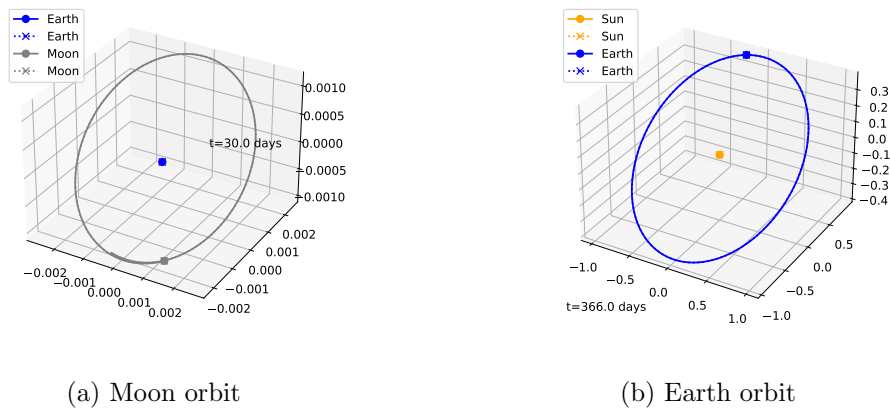 Earth
Earth
Moon
Moon
t=30.0 days
0.0010
0.0005
0.0000
−0.0005
−0.0010
−0.002
−0.001
0.000
0.001
0.002
−0.002
−0.001
0.000
0.001
0.002
(a) Moon orbit
Sun
Sun
Earth
Earth
0.3
0.2
0.1
0.0
−0.1
−0.2
−0.3
−0.4
−1.0
−0.5
0.0
0.5
1.0
−1.0
−0.5
0.0
0.5
t=366.0 days
(b) Earth orbit